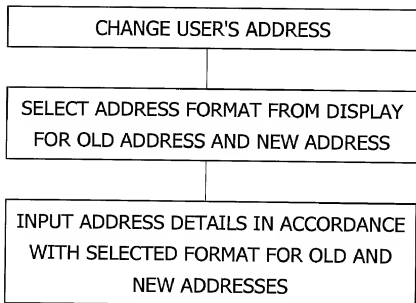 CHANGE USER'S ADDRESS
SELECT ADDRESS FORMAT FROM DISPLAY
FOR OLD ADDRESS AND NEW ADDRESS
INPUT ADDRESS DETAILS IN ACCORDANCE
WITH SELECTED FORMAT FOR OLD AND
NEW ADDRESSES